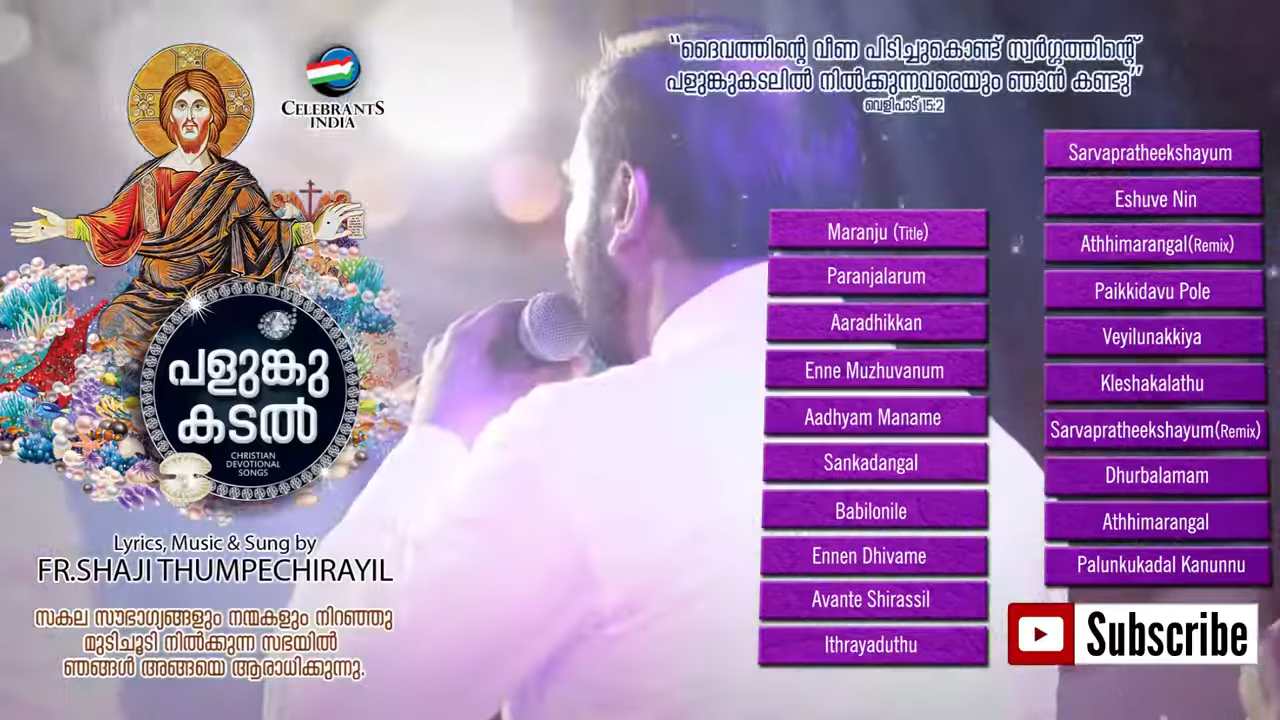 CELEBRANTS
INDIA
പളുങ്കു
കടൽ
CHRISTIAN
DEVOTIONAL
SONGS
Lyrics, Music & Sung by
FR.SHAJI THUMPECHIRAYIL
സകല സൗഭാഗ്യങ്ങളും നന്മകളും നിറഞ്ഞു
മുടിചൂടി നിൽക്കുന്ന സഭയിൽ
ഞങ്ങൾ അങ്ങയെ ആരാധിക്കുന്നു.
"ദൈവത്തിന്റെ വീണ പിടിച്ചുകൊണ്ട് സ്വർഗ്ഗത്തിന്റെ
പളുങ്കുകടലിൽ നിൽക്കുന്നവരെയും ഞാൻ കണ്ടു"
വെളിപാട് 15:2
Maranju (Title)
Paranjalarum
Aaradhikkan
Enne Muzhuvanum
Aadhyam Maname
Sankadangal
Babilonile
Ennen Dhivame
Avante Shirassil
Ithrayaduthu
Sarvapratheekshayum
Eshuve Nin
Athhimarangal(Remix)
Paikkidavu Pole
Veyilunakkiya
Kleshakalathu
Sarvapratheekshayum(Remix)
Dhurbalamam
Athhimarangal
Palunkukadal Kanunnu
Subscribe